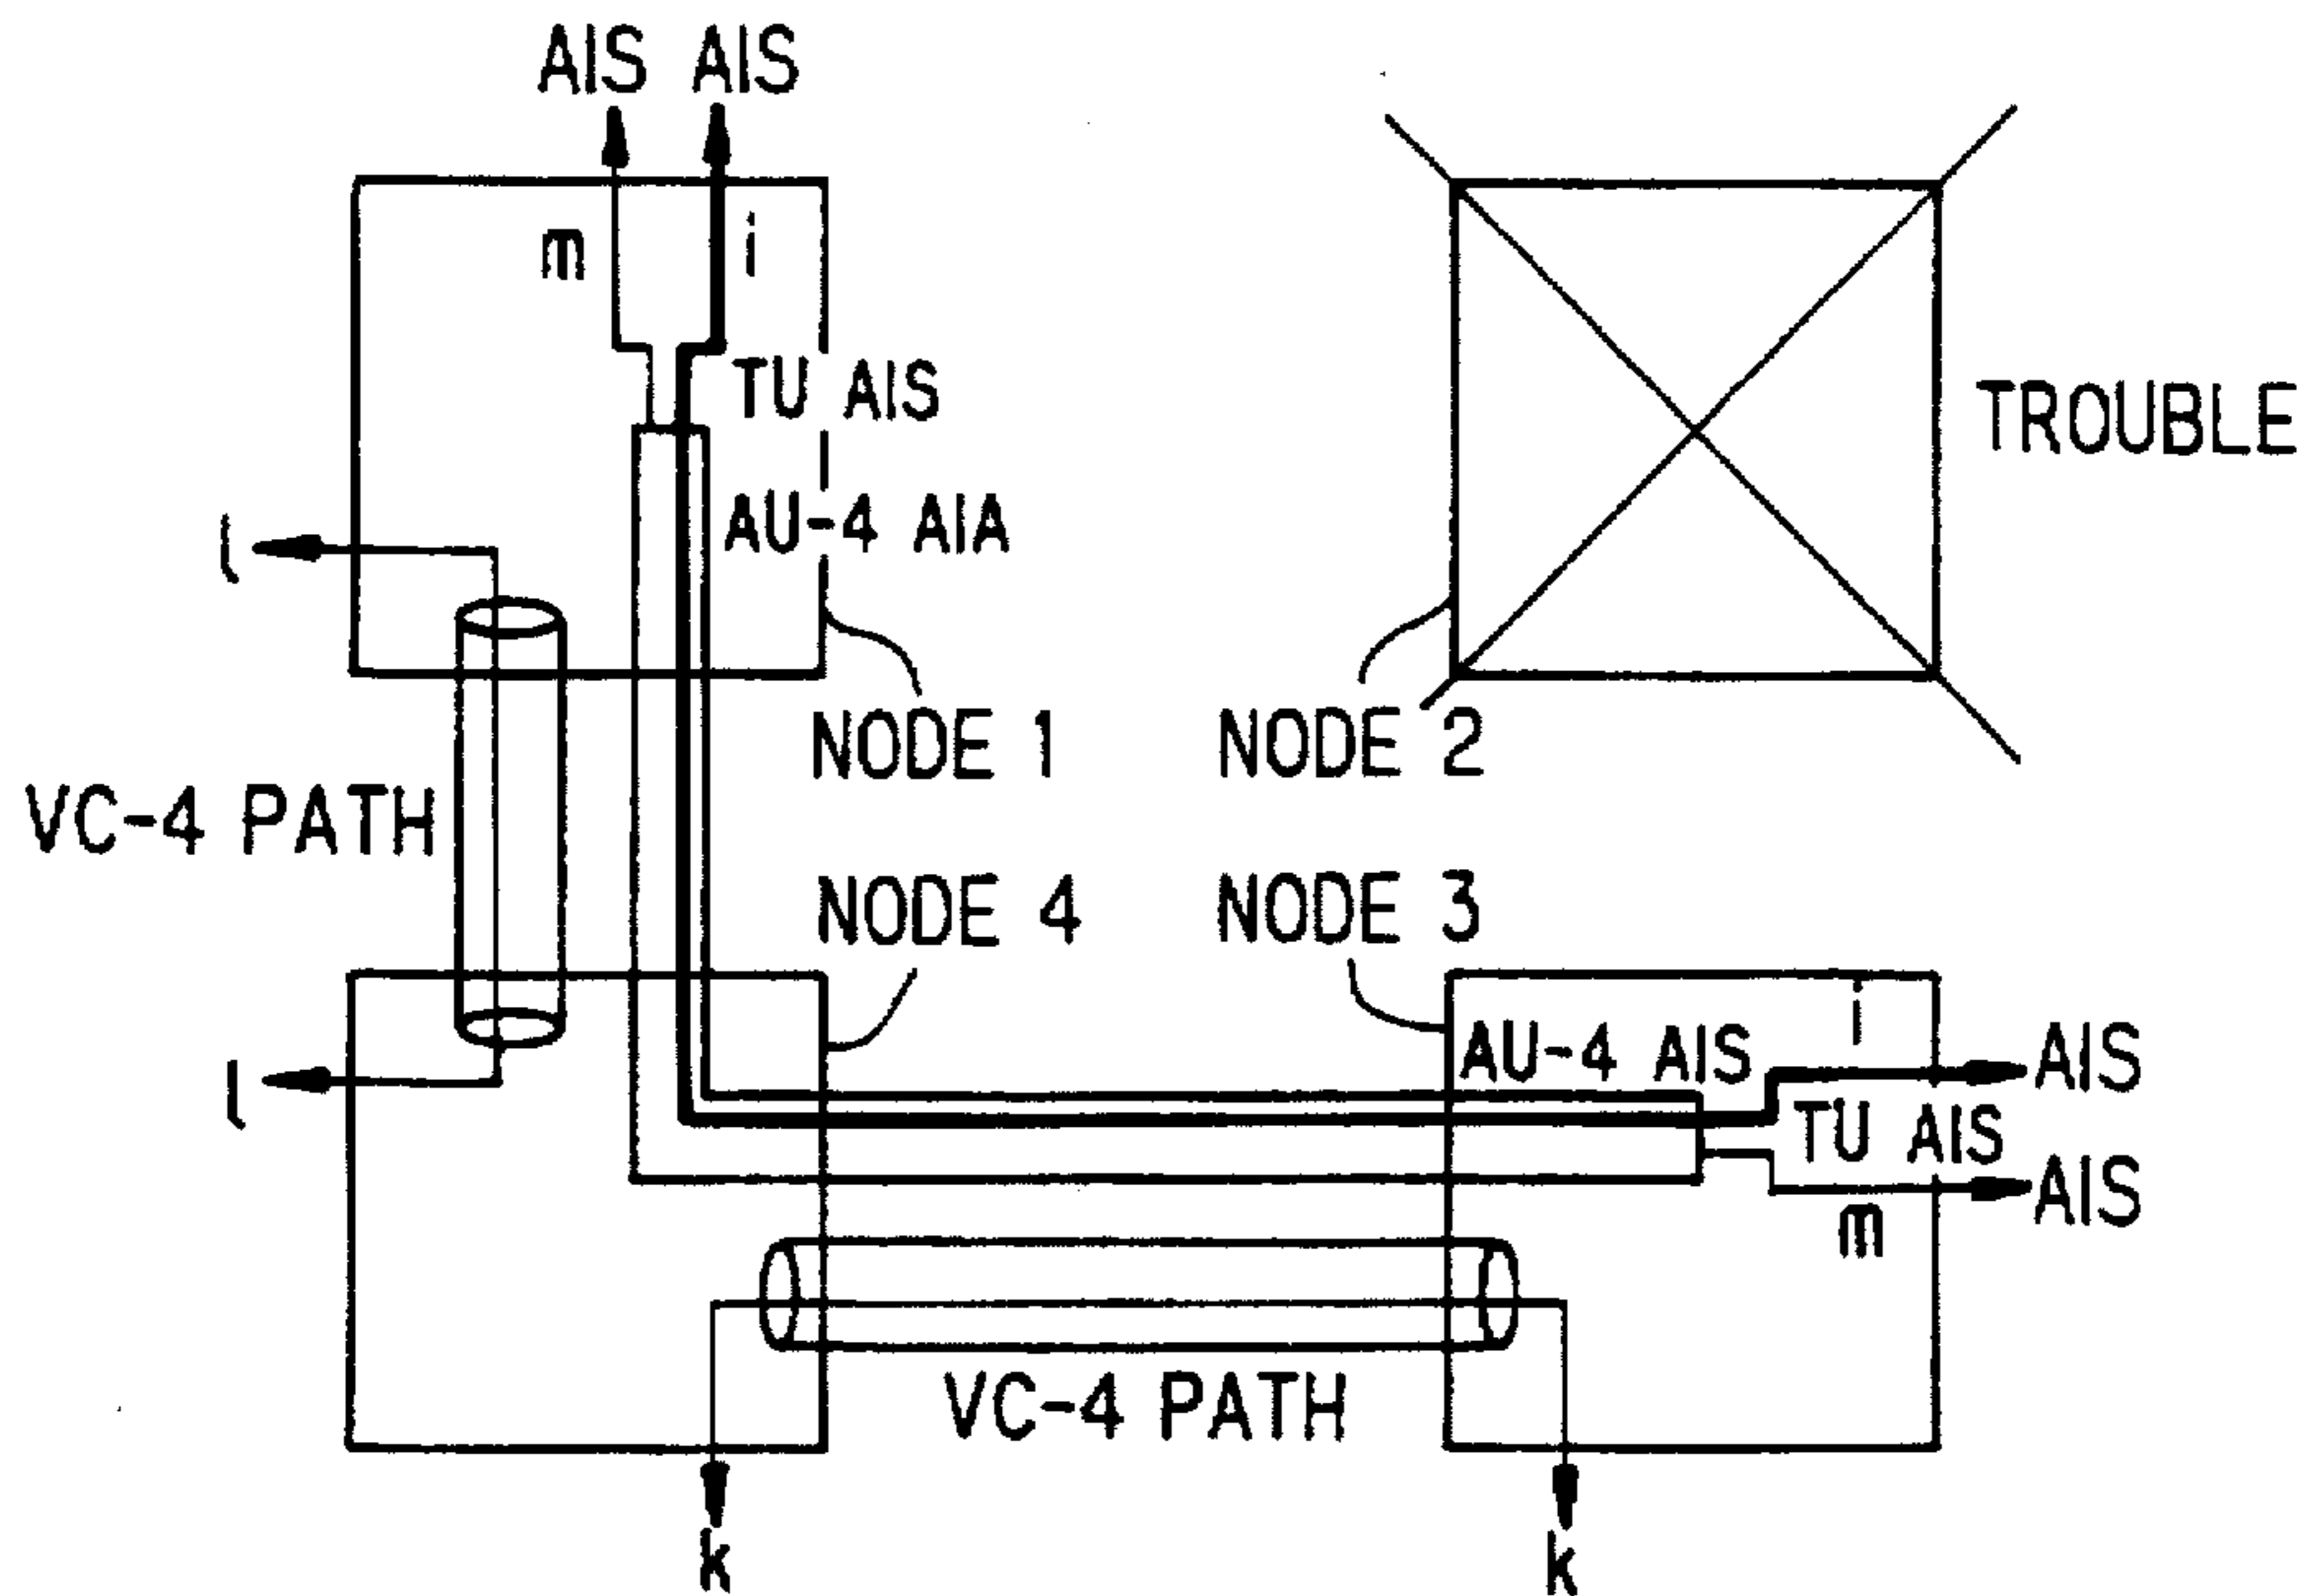 AIS AIS
m i
TU AIS
AU-4 AIA
l
TROUBLE
NODE 1 NODE 2
VC-4 PATH
NODE 4 NODE 3
l
AU-4 AIS
i
AIS
TU AIS
AIS
m
VC-4 PATH
k k